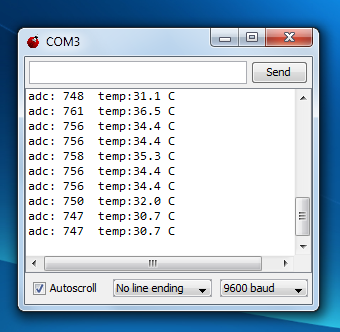 COM3
Send
adc: 748  temp:31.1 C
adc: 761  temp:36.5 C
adc: 756  temp:34.4 C
adc: 756  temp:34.4 C
adc: 758  temp:35.3 C
adc: 756  temp:34.4 C
adc: 756  temp:34.4 C
adc: 750  temp:32.0 C
adc: 747  temp:30.7 C
adc: 747  temp:30.7 C
Autoscroll No line ending 9600 baud